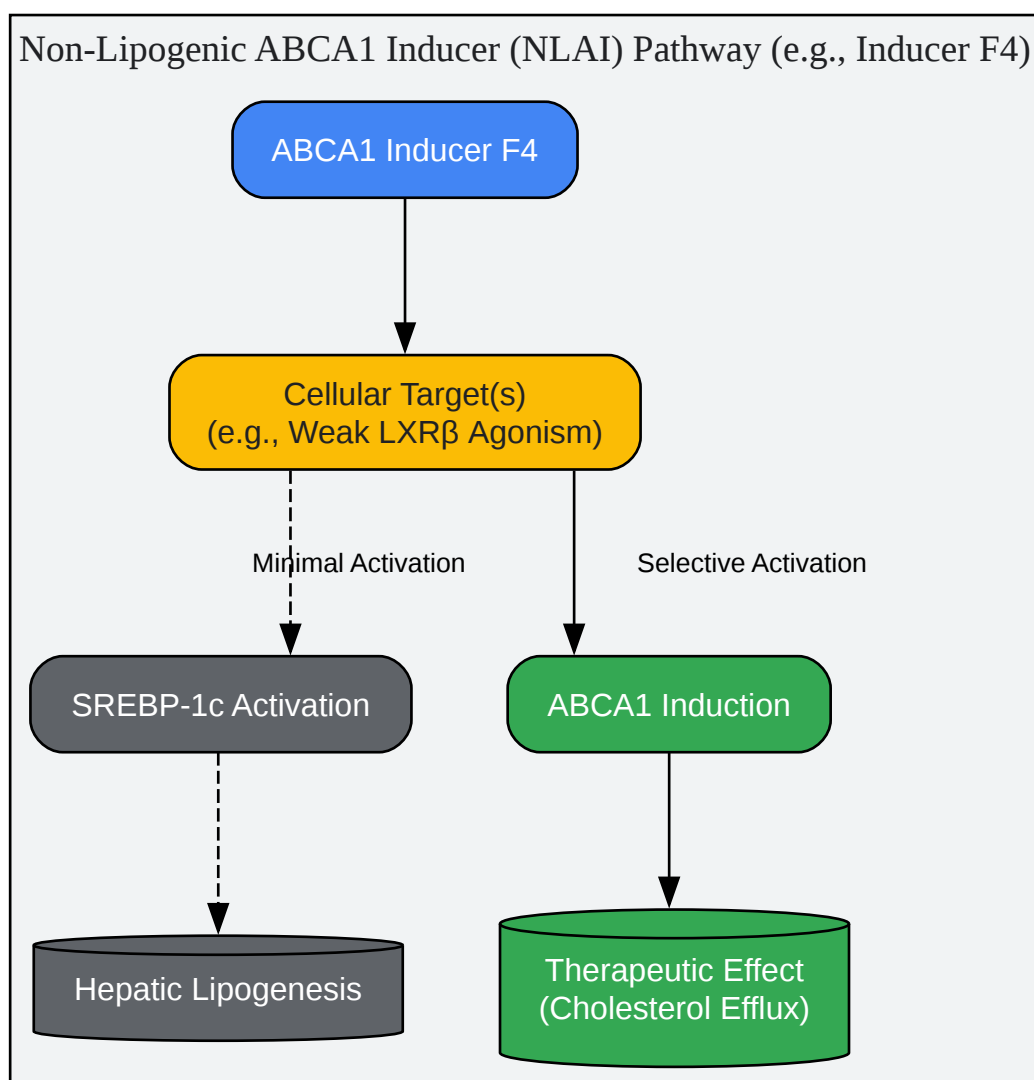 Non-Lipogenic ABCA1 Inducer (NLAI) Pathway (e.g., Inducer F4)
ABCA1 Inducer F4
Cellular Target(s)
(e.g., Weak LXRβ Agonism)
Minimal Activation
Selective Activation
SREBP-1c Activation
ABCA1 Induction
Hepatic Lipogenesis
Therapeutic Effect
(Cholesterol Efflux)